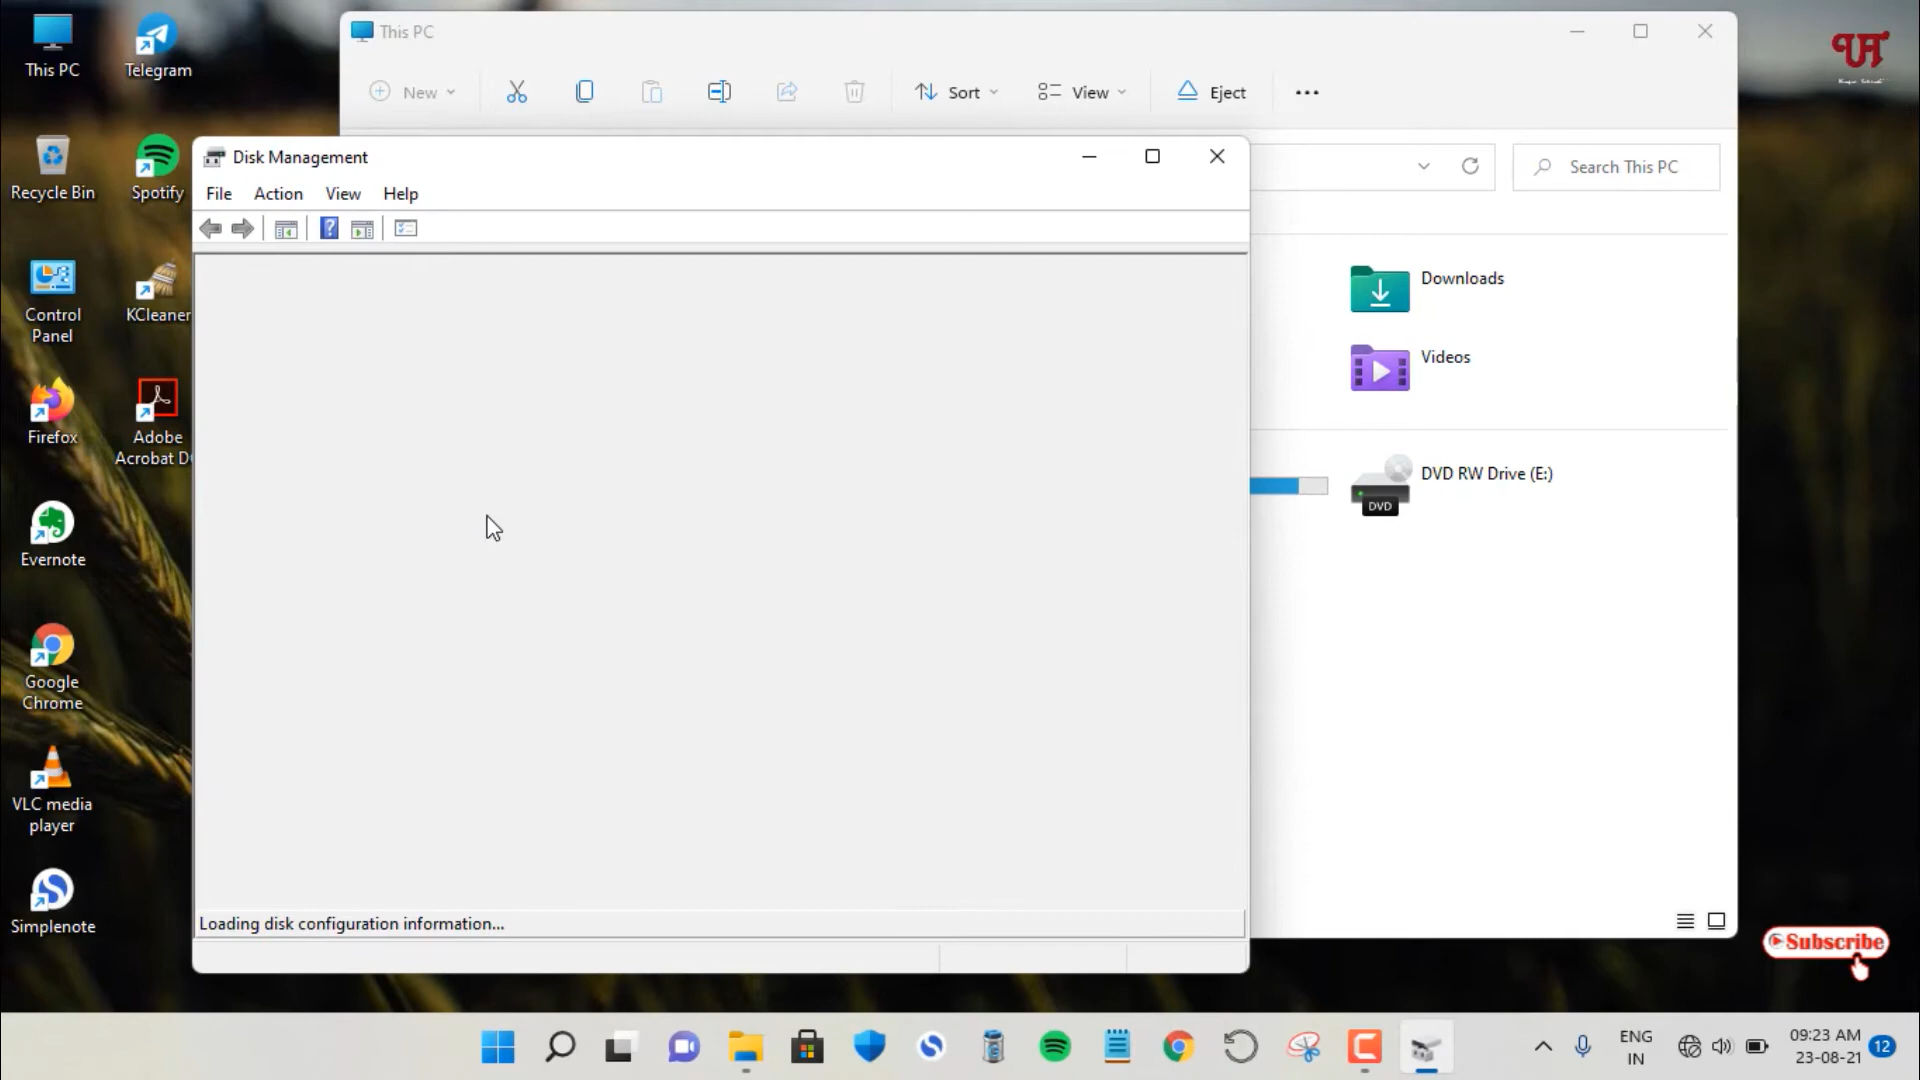 This PC
Telegram
Recycle Bin
Spotify
Control
Panel
KCleaner
Firefox
Adobe
Acrobat D
Evernote
Google
Chrome
VLC media
player
Simplenote
This PC
New
Sort
View
Eject
Search This PC
Downloads
Videos
DVD RW Drive (E:)
DVD
Disk Management
File Action View Help
Loading disk configuration information...
Subscribe
ENG
IN
09:23 AM
23-08-21
12